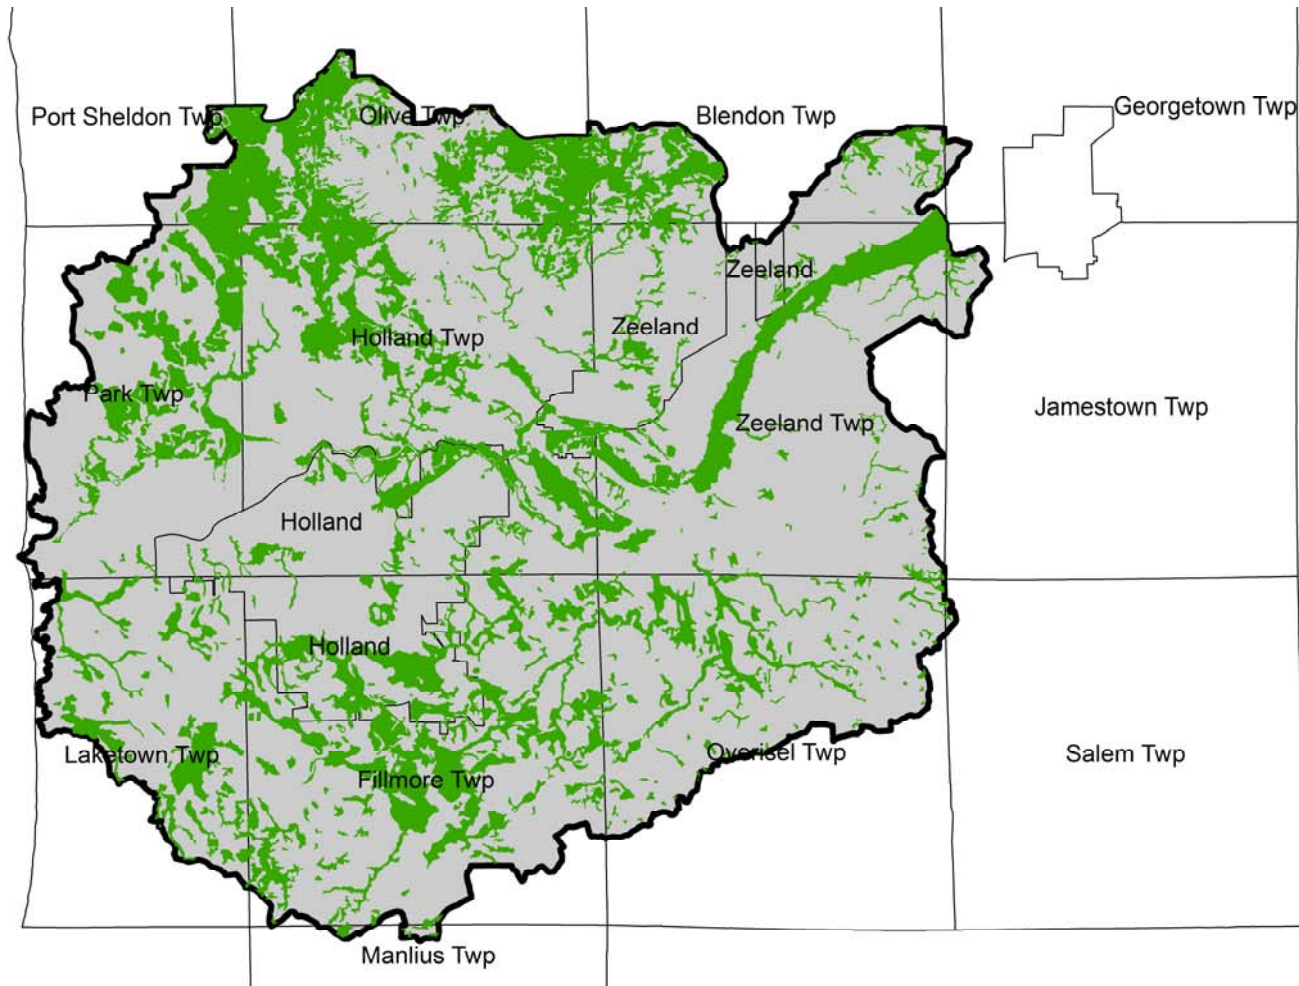 Georgetown Twp
Port Sheldon Twp
Olive Twp
Blendon Twp
Zeeland
Zeeland
Holland Twp
Park Twp
Jamestown Twp
Zeeland Twp
Holland
Holland
Laketown Twp
Overisel Twp
Salem Twp
Fillmore Twp
Manlius Twp